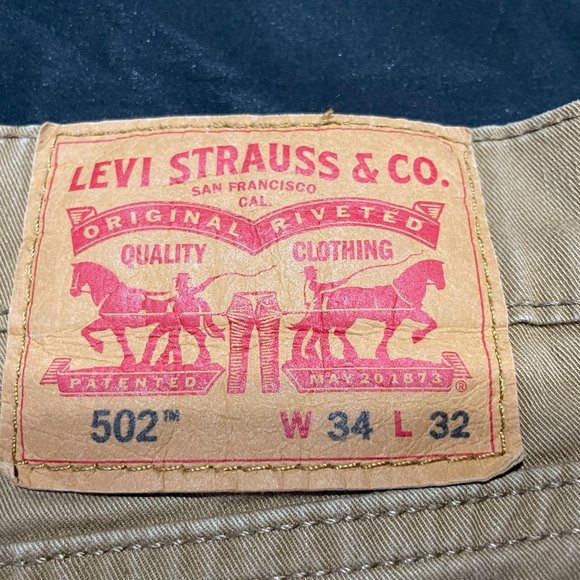 LEVI STRAUSS & CO.
SAN FRANCISCO
CAL.
ORIGINAL RIVETED
QUALITY CLOTHING
PATENTED MAY 20 1873 ®
502™ W 34 L 32